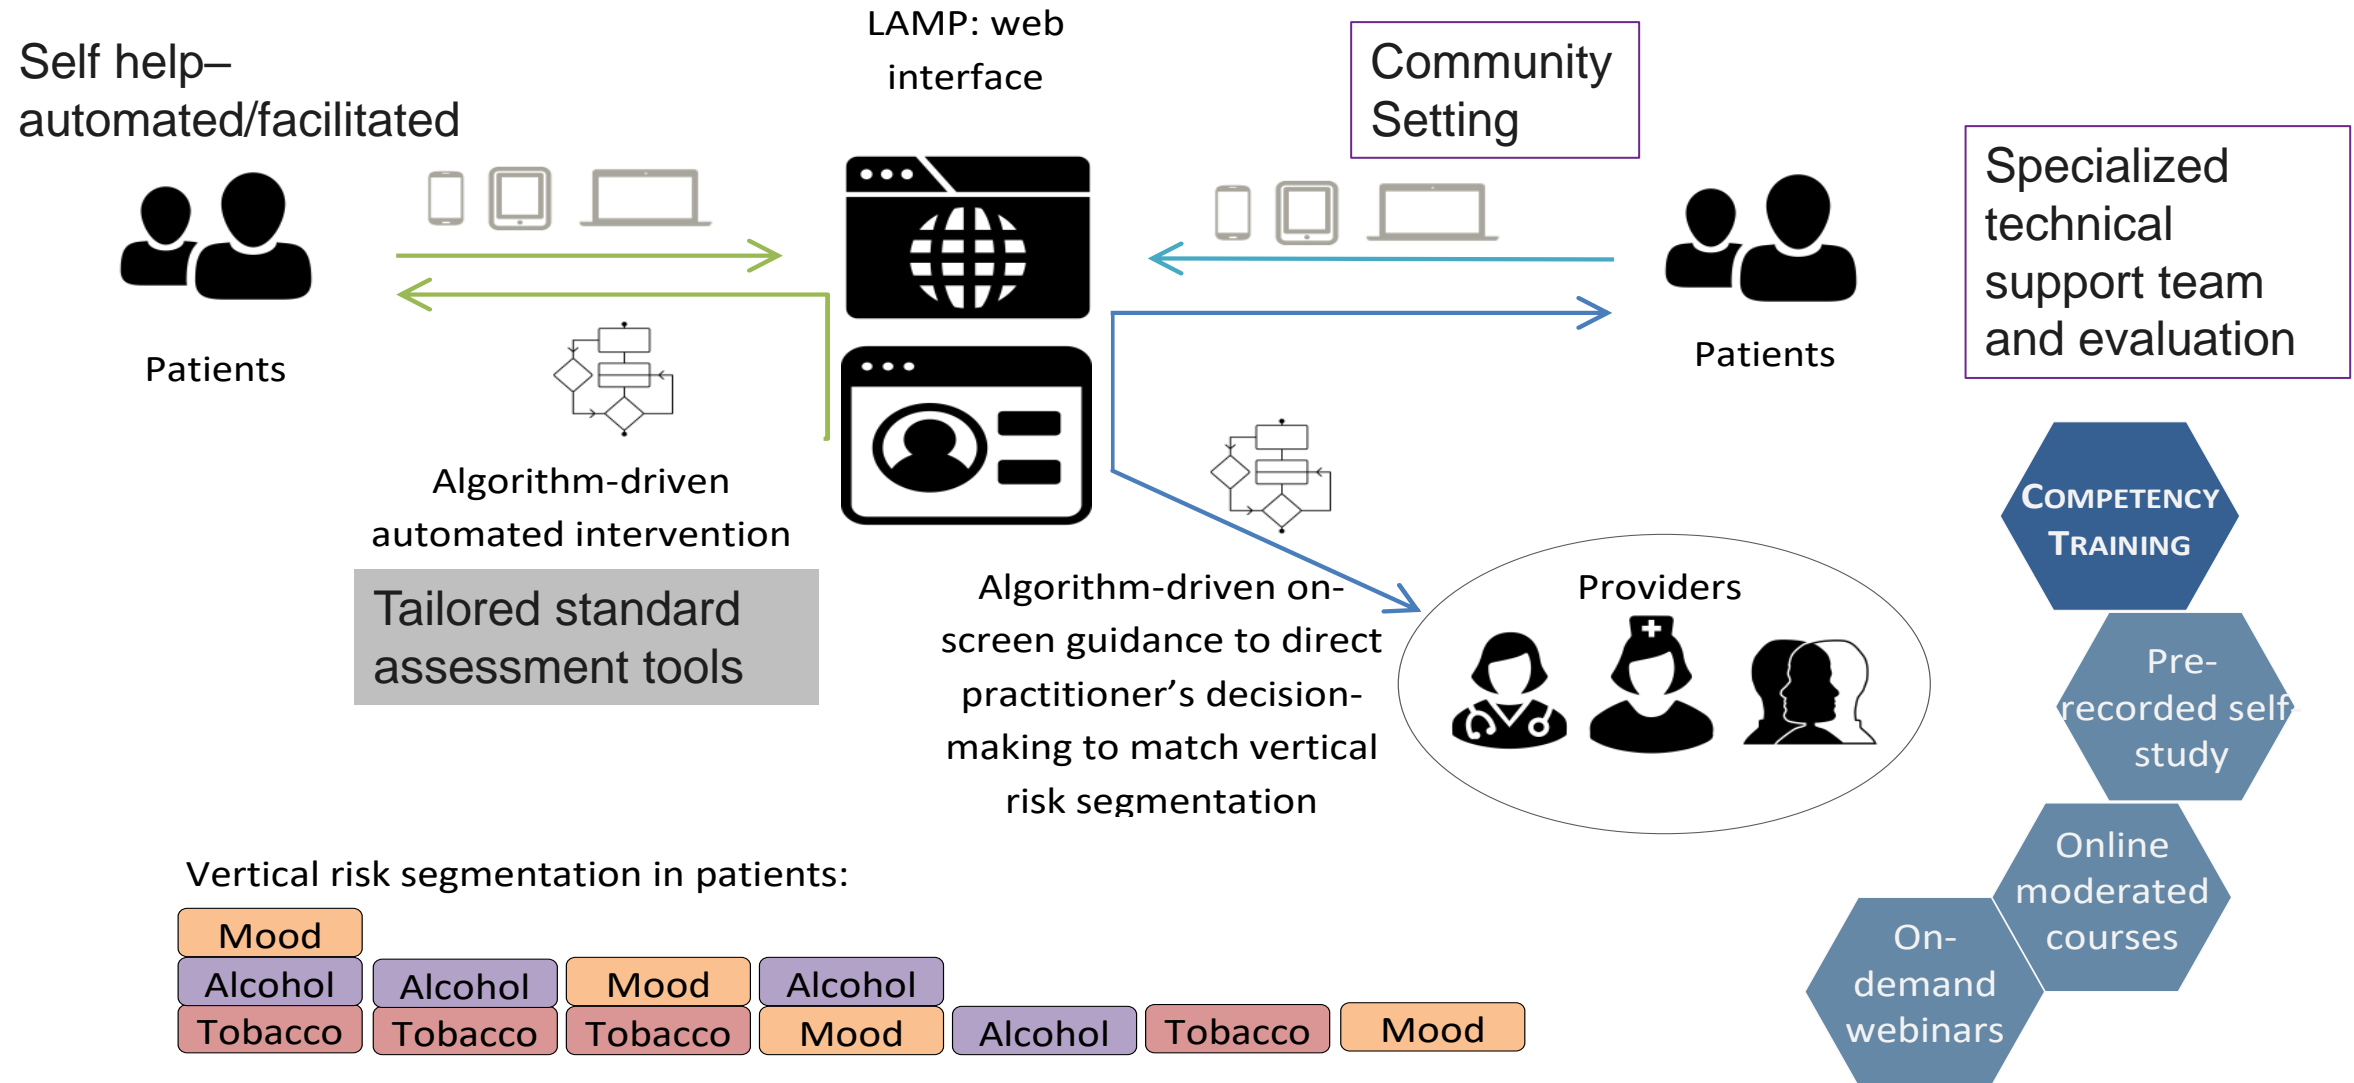 LAMP: web
interface
Self help–
automated/facilitated
Community
Setting
Specialized
technical
support team
and evaluation
Patients
Patients
Algorithm-driven
automated intervention
Tailored standard
assessment tools
Algorithm-driven on-
screen guidance to direct
practitioner’s decision-
making to match vertical
risk segmentation
Providers
COMPETENCY
TRAINING
Pre-
recorded self-
study
Online
moderated
courses
On-
demand
webinars
Vertical risk segmentation in patients:
Mood
Alcohol
Tobacco
Alcohol
Tobacco
Mood
Tobacco
Alcohol
Mood
Alcohol
Tobacco
Mood